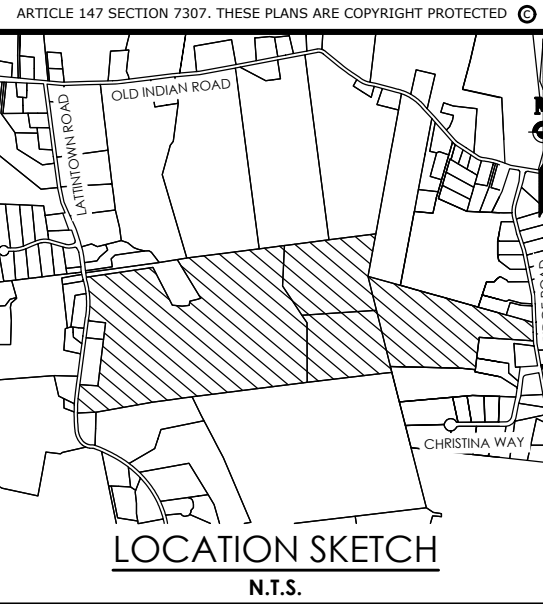 ARTICLE 147 SECTION 7307. THESE PLANS ARE COPYRIGHT PROTECTED ©
OLD INDIAN ROAD
LATTINTOWN ROAD
CHRISTINA WAY
LOCATION SKETCH
N.T.S.